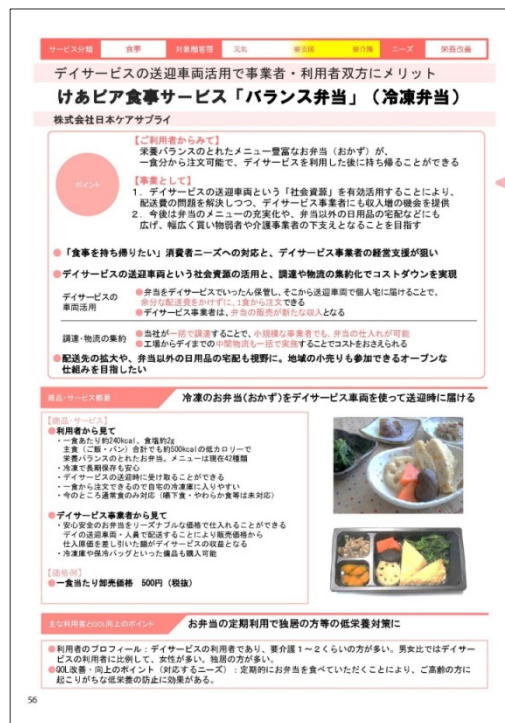 サービス分類 食事 対象顧客等 元気 要支援 要介護 ニーズ 栄養改善
デイサービスの送迎車両活用で事業者・利用者双方にメリット
けあピア食事サービス「バランス弁当」（冷凍弁当）
株式会社日本ケアサプライ
ポイント
【ご利用者からみて】
栄養バランスのとれたメニュー豊富なお弁当（おかず）が、
一食分から注文可能で、デイサービスを利用した後に持ち帰ることができる
【事業として】
１．デイサービスの送迎車両という「社会資源」を有効活用することにより、
配送費の問題を解決しつつ、デイサービス事業者にも収入増の機会を提供
２．今後は弁当のメニューの充実化や、弁当以外の日用品の宅配などにも
広げ、幅広く買い物弱者や介護事業者の下支えとなることを目指す
●「食事を持ち帰りたい」消費者ニーズへの対応と、デイサービス事業者の経営支援が狙い
●デイサービスの送迎車両という社会資源の活用と、調達や物流の集約化でコストダウンを実現
デイサービスの
車両活用
●弁当をデイサービスでいったん保管し、そこから送迎車両で個人宅に届けることで、
余分な配送費をかけずに、1食から注文できる
●デイサービス事業者は、弁当の販売が新たな収入となる
調達・物流の集約
●当社が一括で調達することで、小規模な事業者でも、弁当の仕入れが可能
●工場からデイまでの中間物流も一括で実施することでコストをおさえられる
●配送先の拡大や、弁当以外の日用品の宅配も視野に。地域の小売りも参加できるオープンな
仕組みを目指したい
商品・サービス概要 冷凍のお弁当（おかず）をデイサービス車両を使って送迎時に届ける
【商品・サービス】
●利用者から見て
・一食あたり約240kcal、食塩約2g
主食（ご飯・パン）合計でも約500kcalの低カロリーで
栄養バランスのとれたお弁当。メニューは現在42種類
・冷凍で長期保存も安心
・デイサービスの送迎時に受け取ることができる
・一食から注文できるので自宅の冷凍庫に入りやすい
・今のところ通常食のみ対応（嚥下食・やわらか食等は未対応）
●デイサービス事業者から見て
・安心安全のお弁当をリーズナブルな価格で仕入れることができる
デイの送迎車両・人員で配送することにより販売価格から
仕入原価を差し引いた額がデイサービスの収益となる
・冷凍庫や保冷バッグといった備品も購入可能
【価格例】
●一食当たり卸売価格 500円（税抜）
主な利用者とQOL向上のポイント お弁当の定期利用で独居の方等の低栄養対策に
●利用者のプロフィール：デイサービスの利用者であり、要介護１～２くらいの方が多い。男女比ではデイサー
ビスの利用者に比例して、女性が多い。独居の方が多い。
●QOL改善・向上のポイント（対応するニーズ）：定期的にお弁当を食べていただくことにより、ご高齢の方に
起こりがちな低栄養の防止に効果がある。
56